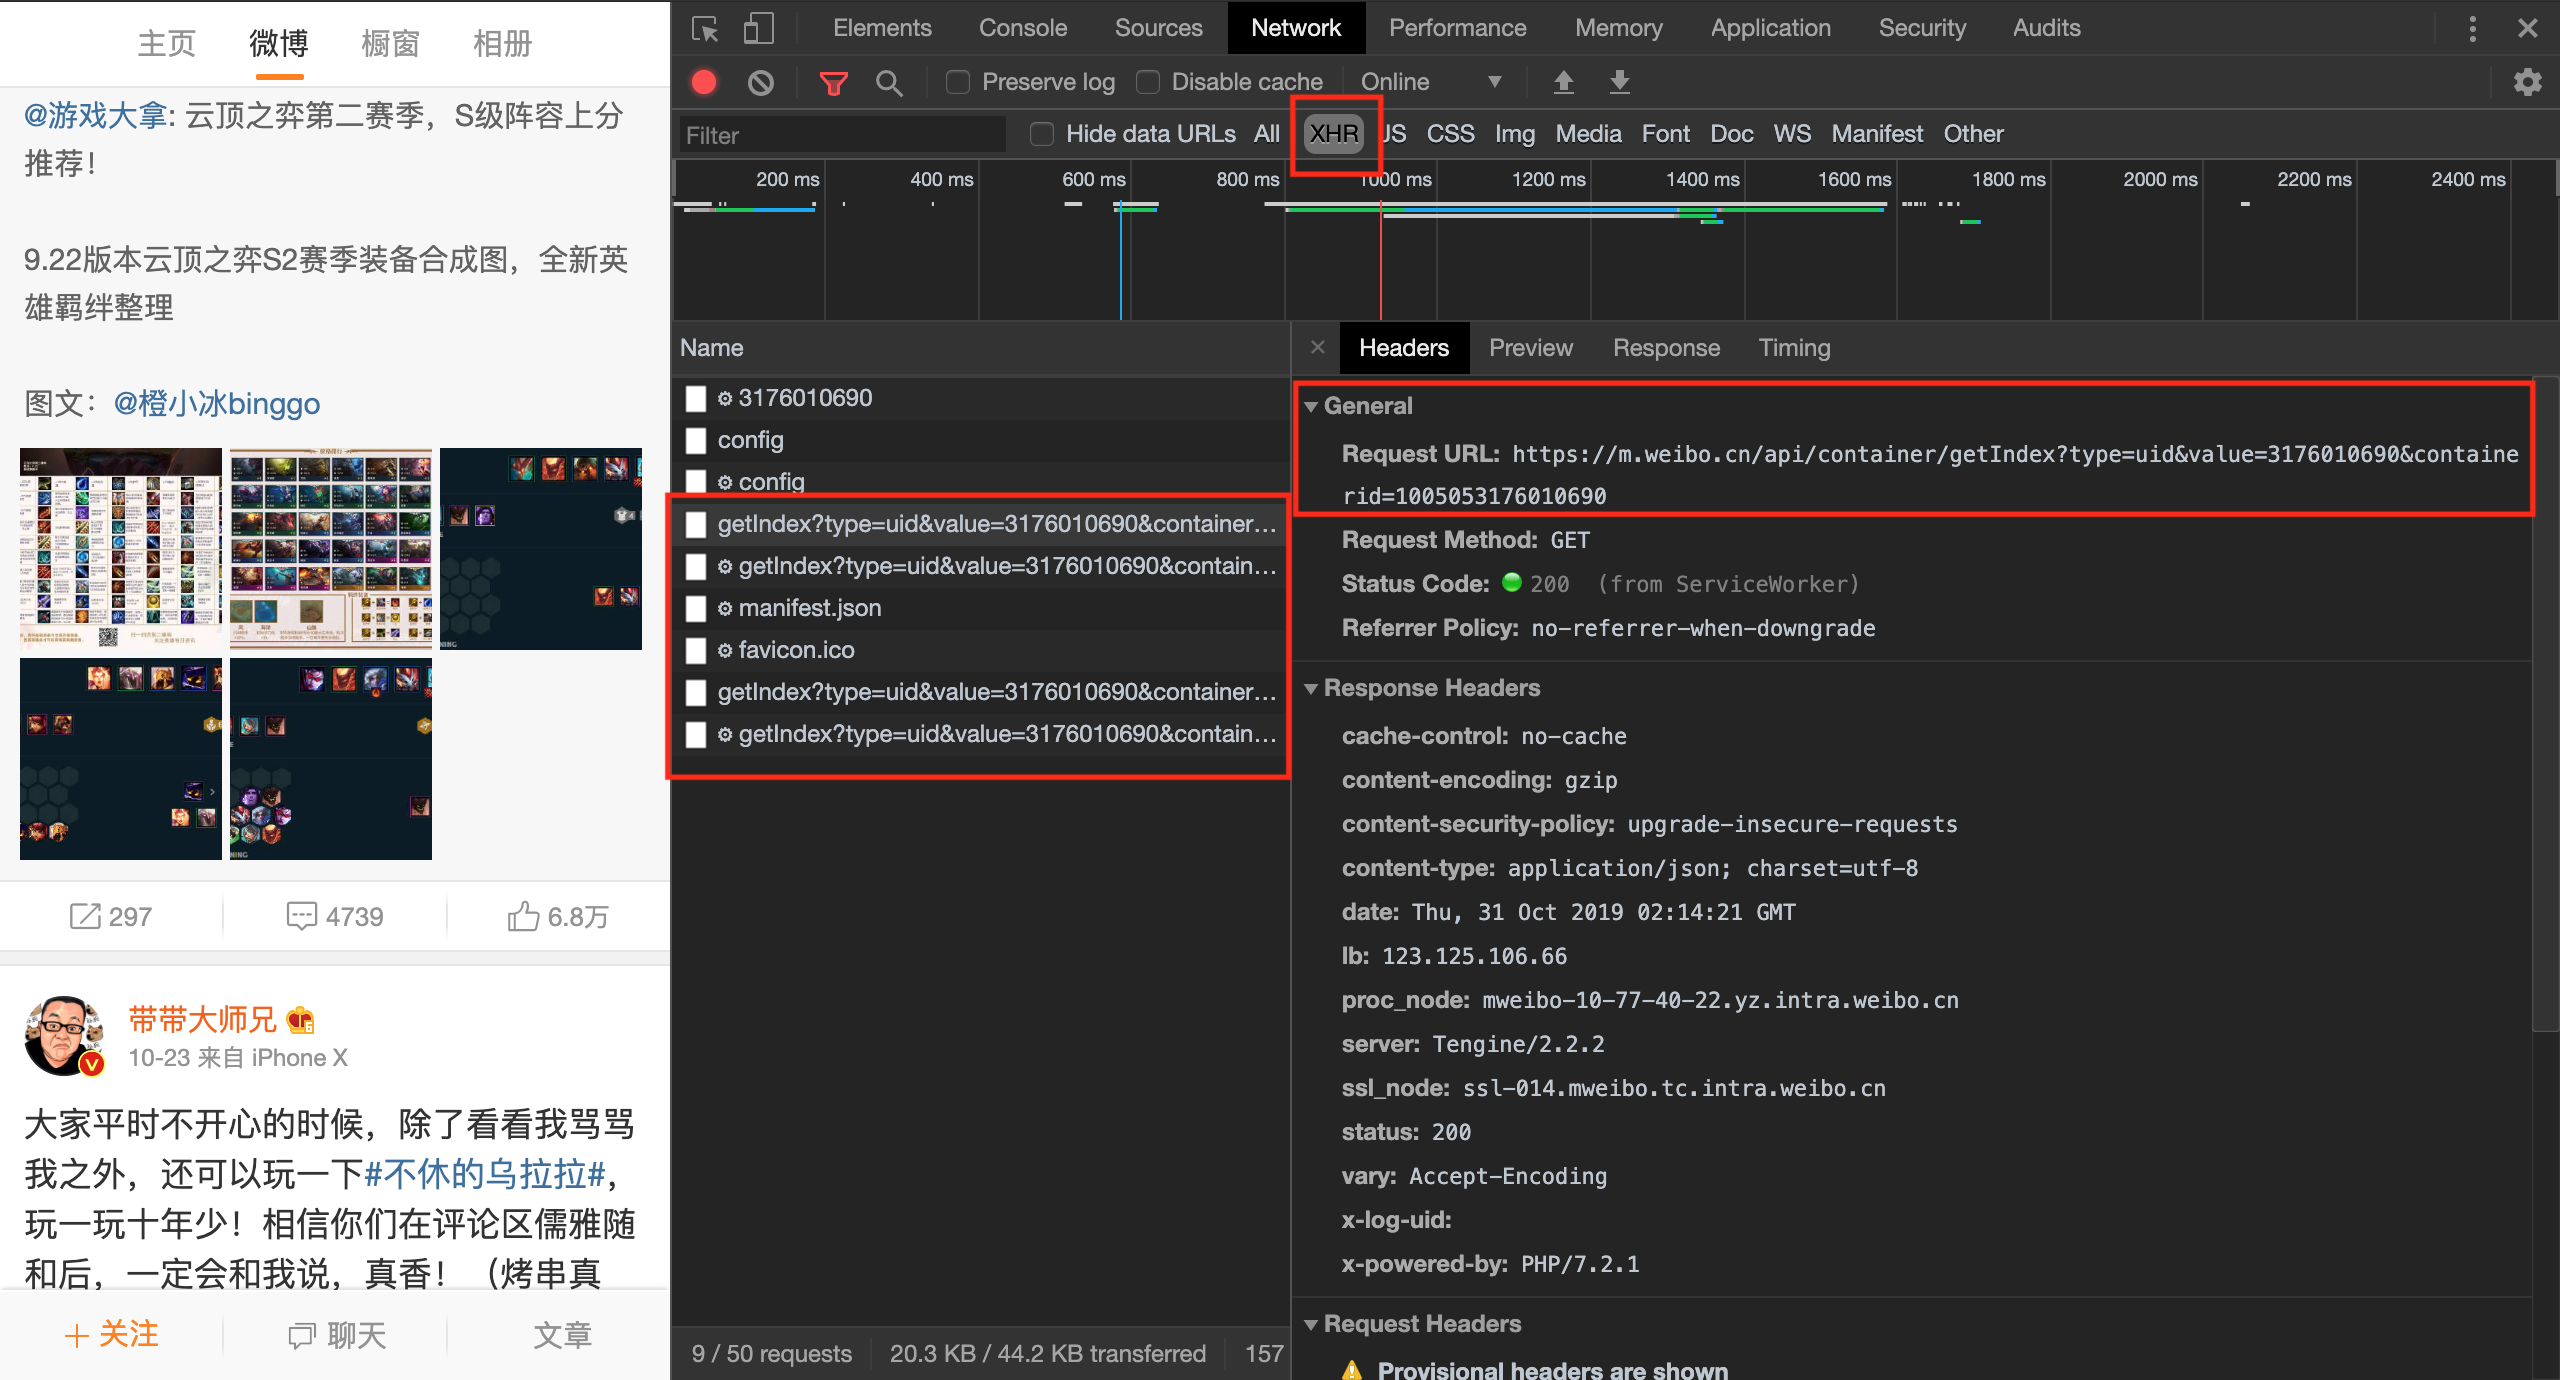 主页 微博 橱窗 相册
@游戏大拿: 云顶之弈第二赛季，S级阵容上分
推荐！
9.22版本云顶之弈S2赛季装备合成图，全新英
雄羁绊整理
图文：@橙小冰binggo
297 4739 6.8万
带带大师兄
10-23 来自 iPhone X
大家平时不开心的时候，除了看看我骂骂
我之外，还可以玩一下#不休的乌拉拉#，
玩一玩十年少！相信你们在评论区儒雅随
和后，一定会和我说，真香！（烤串真
+ 关注 聊天 文章
Elements Console Sources Network Performance Memory Application Security Audits
Preserve log Disable cache Online
Filter Hide data URLs All XHR JS CSS Img Media Font Doc WS Manifest Other
200 ms 400 ms 600 ms 800 ms 1000 ms 1200 ms 1400 ms 1600 ms 1800 ms 2000 ms 2200 ms 2400 ms
Name
3176010690
config
config
getIndex?type=uid&value=3176010690&container…
getIndex?type=uid&value=3176010690&contain…
manifest.json
favicon.ico
getIndex?type=uid&value=3176010690&container…
getIndex?type=uid&value=3176010690&contain…
9 / 50 requests 20.3 KB / 44.2 KB transferred 157
Headers Preview Response Timing
General
Request URL: https://m.weibo.cn/api/container/getIndex?type=uid&value=3176010690&containe
rid=1005053176010690
Request Method: GET
Status Code: 200 (from ServiceWorker)
Referrer Policy: no-referrer-when-downgrade
Response Headers
cache-control: no-cache
content-encoding: gzip
content-security-policy: upgrade-insecure-requests
content-type: application/json; charset=utf-8
date: Thu, 31 Oct 2019 02:14:21 GMT
lb: 123.125.106.66
proc_node: mweibo-10-77-40-22.yz.intra.weibo.cn
server: Tengine/2.2.2
ssl_node: ssl-014.mweibo.tc.intra.weibo.cn
status: 200
vary: Accept-Encoding
x-log-uid:
x-powered-by: PHP/7.2.1
Request Headers
Provisional headers are shown